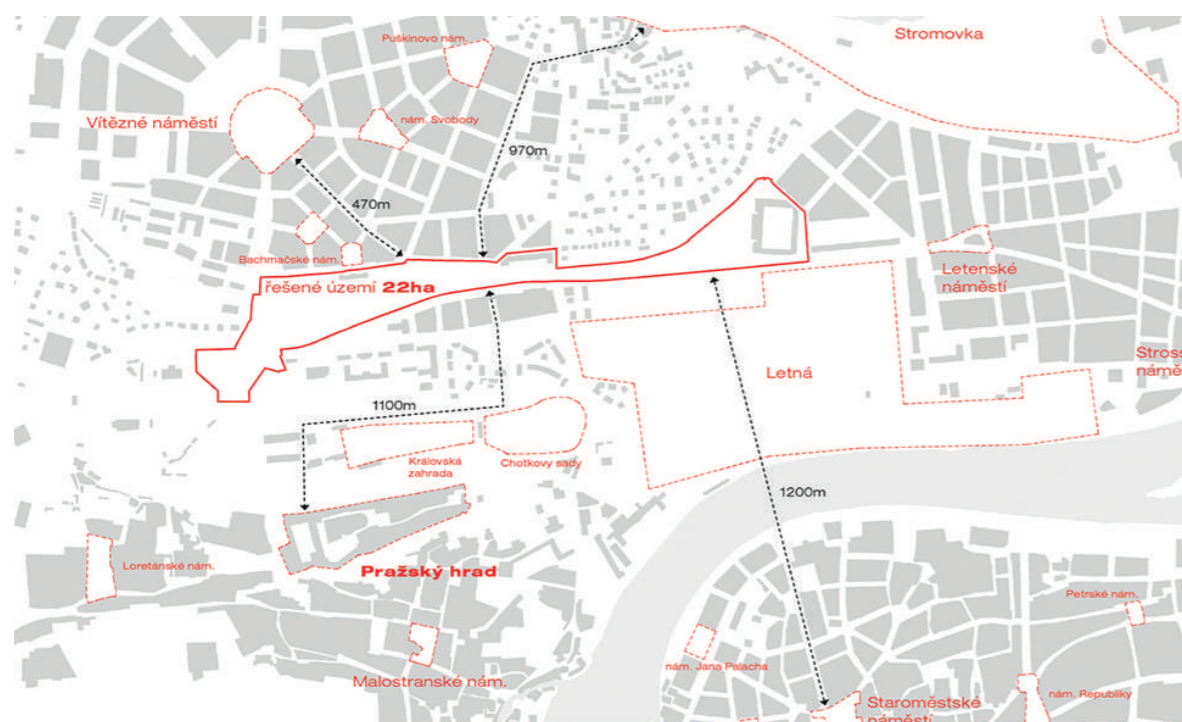 Stromovka
Puškinovo nám.
Vítězné náměstí
nám. Svobody
970m
470m
Bachmačské nám.
řešené území 22ha
Letenské
náměstí
Stross
námě
Letná
1100m
Královská
zahrada
Chotkovy sady
1200m
Loretánské nám.
Pražský hrad
Petrské nám.
Malostranské nám.
nám. Jana Palacha
nám. Republiky
Staroměstské
náměstí